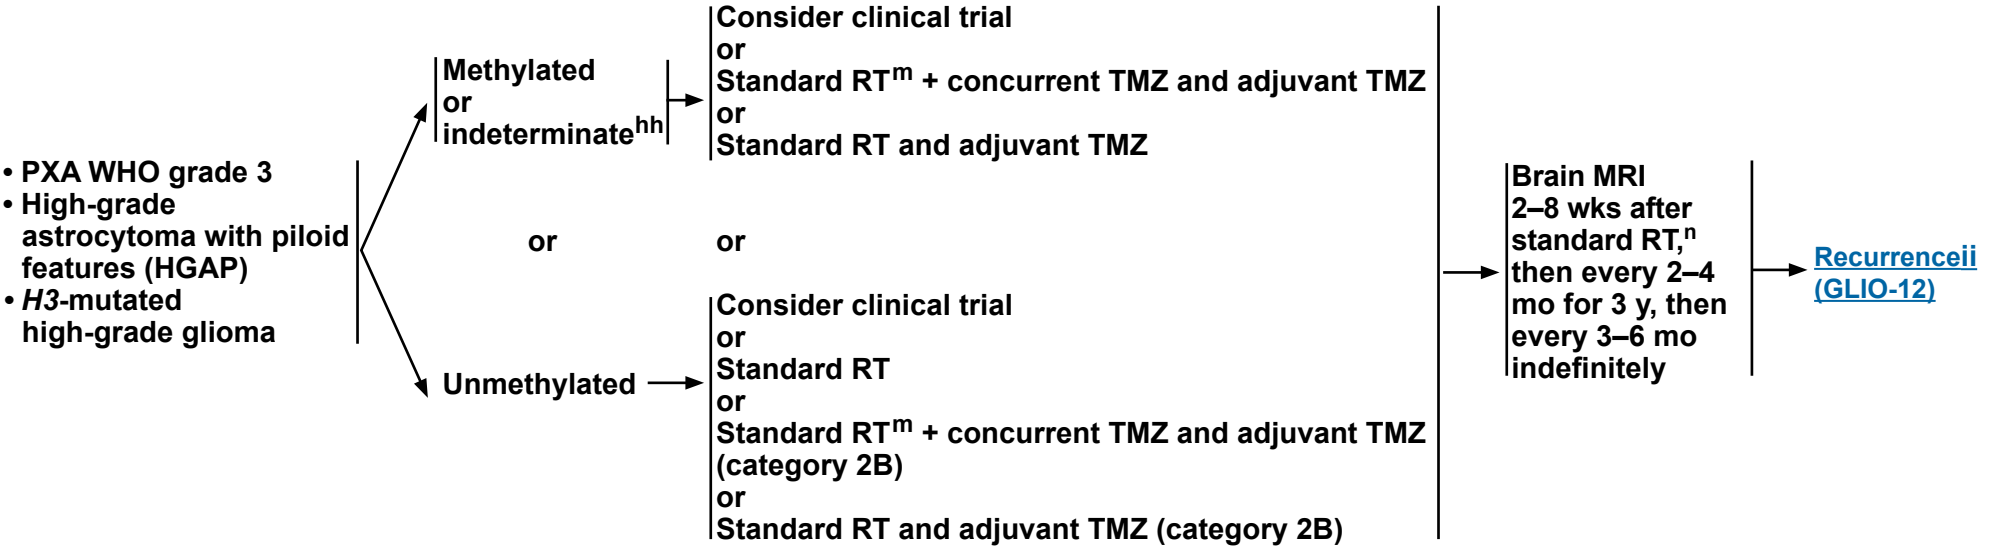 • PXA WHO grade 3
• High-grade
astrocytoma with piloid
features (HGAP)
• H3-mutated
high-grade glioma
Methylated
or
indeterminatehh
or
Unmethylated
Consider clinical trial
or
Standard RTm + concurrent TMZ and adjuvant TMZ
or
Standard RT and adjuvant TMZ
or
Consider clinical trial
or
Standard RT
or
Standard RTm + concurrent TMZ and adjuvant TMZ
(category 2B)
or
Standard RT and adjuvant TMZ (category 2B)
Brain MRI
2–8 wks after
standard RT,n
then every 2–4
mo for 3 y, then
every 3–6 mo
indefinitely
Recurrenceii
(GLIO-12)